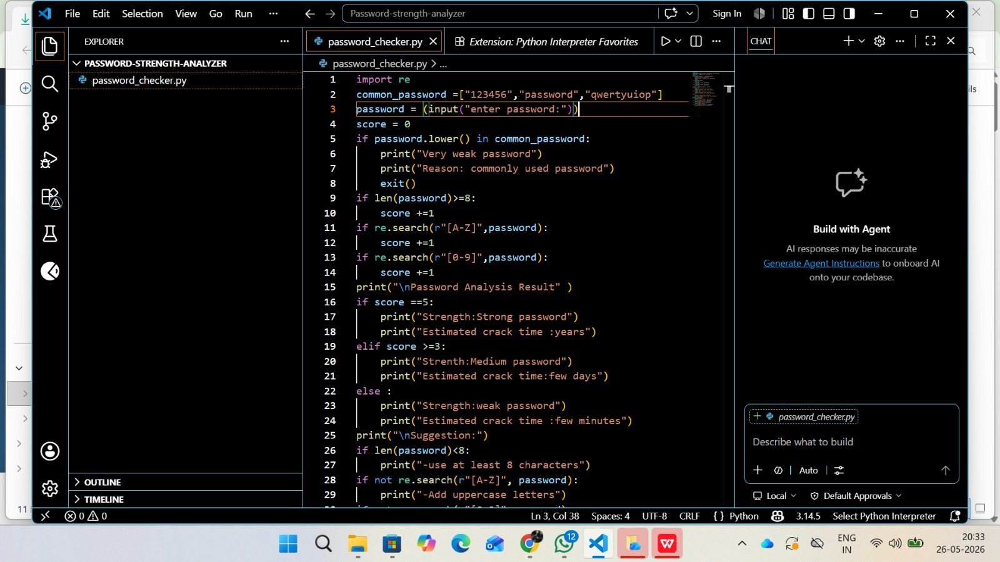 File Edit Selection View Go Run ...
Password-strength-analyzer
Sign In
EXPLORER
PASSWORD-STRENGTH-ANALYZER
password_checker.py
OUTLINE
TIMELINE
password_checker.py
Extension: Python Interpreter Favorites
password_checker.py > ...
1 import re
2 common_password =["123456","password","qwertyuiop"]
3 password = (input("enter password:"))
4 score = 0
5 if password.lower() in common_password:
6 print("Very weak password")
7 print("Reason: commonly used password")
8 exit()
9 if len(password)>=8:
10 score +=1
11 if re.search(r"[A-Z]",password):
12 score +=1
13 if re.search(r"[0-9]",password):
14 score +=1
15 print("\nPassword Analysis Result" )
16 if score ==5:
17 print("Strength:Strong password")
18 print("Estimated crack time :years")
19 elif score >=3:
20 print("Strenth:Medium password")
21 print("Estimated crack time:few days")
22 else :
23 print("Strength:weak password")
24 print("Estimated crack time :few minutes")
25 print("\nSuggestion:")
26 if len(password)<8:
27 print("-use at least 8 characters")
28 if not re.search(r"[A-Z]", password):
29 print("-Add uppercase letters")
CHAT
Build with Agent
AI responses may be inaccurate
Generate Agent Instructions to onboard AI
onto your codebase.
password_checker.py
Describe what to build
Auto
Local
Default Approvals
0 0
Ln 3, Col 38 Spaces: 4 UTF-8 CRLF { } Python 3.14.5 Select Python Interpreter
ils
11
12
ENG
IN
20:33
26-05-2026